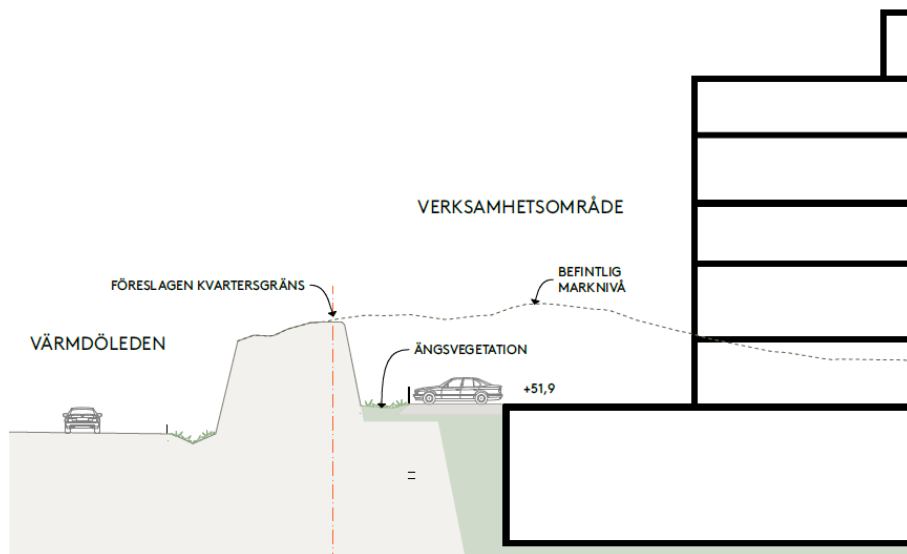 VERKSAMHETSOMRÅDE
BEFINTLIG
MARKNIVÅ
FÖRESLAGEN KVARTERSGRÄNS
VÄRMDÖLEDEN
ÄNGSVEGETATION
+51,9